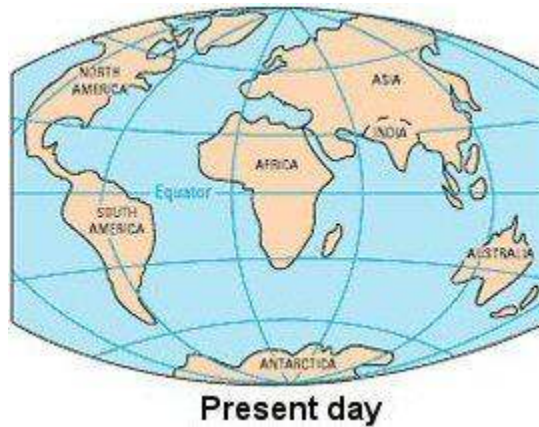 NORTH
AMERICA
ASIA
INDIA
AFRICA
Equator
SOUTH
AMERICA
AUSTRALIA
ANTARCTICA
Present day